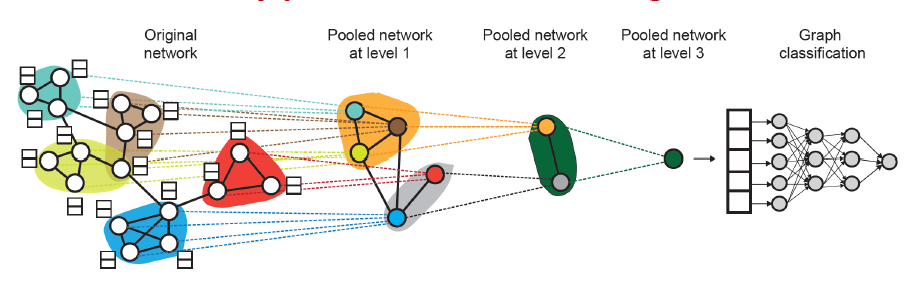 Original
network
Pooled network
at level 1
Pooled network
at level 2
Pooled network
at level 3
Graph
classification